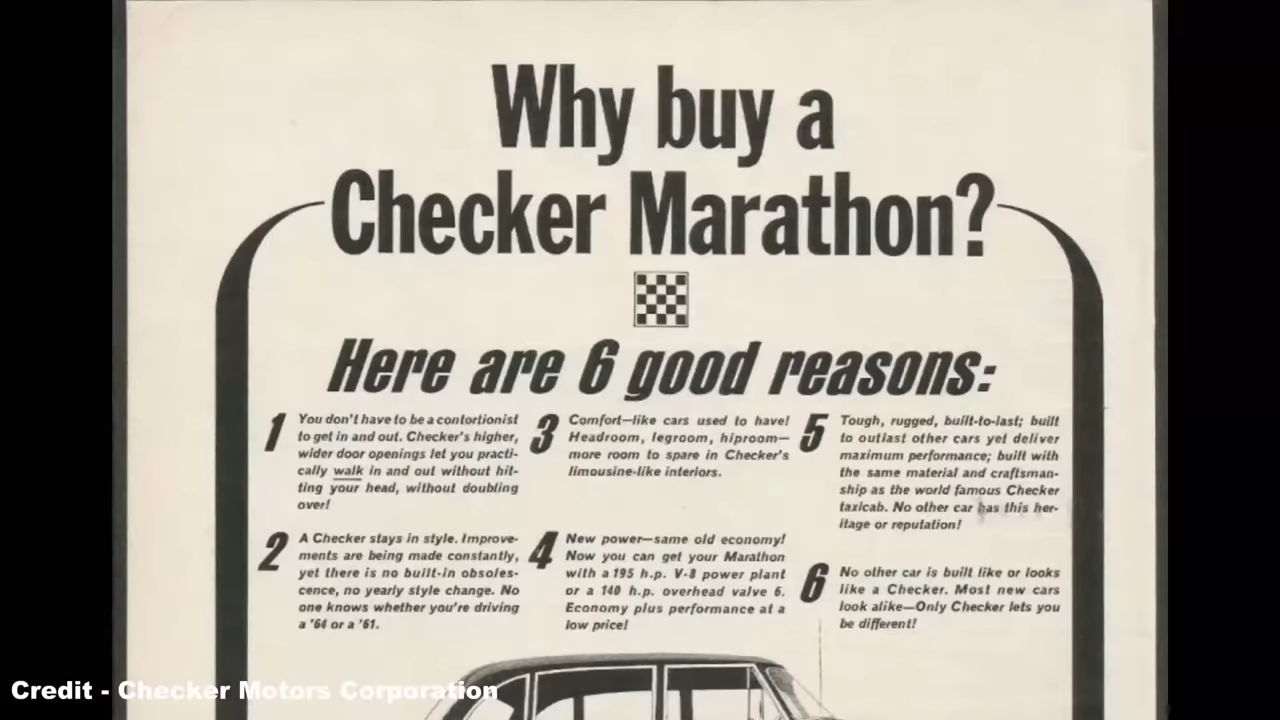 Why buy a
Checker Marathon?
Here are 6 good reasons:
1 You don't have to be a contortionist
to get in and out. Checker's higher,
wider door openings let you practi-
cally walk in and out without hit-
ting your head, without doubling
over!
2 A Checker stays in style. Improve-
ments are being made constantly,
yet there is no built-in obsoles-
cence, no yearly style change. No
one knows whether you're driving
a '64 or a '61.
3 Comfort—like cars used to have!
Headroom, legroom, hiproom—
more room to spare in Checker's
limousine-like interiors.
4 New power—same old economy!
Now you can get your Marathon
with a 195 h.p. V-8 power plant
or a 140 h.p. overhead valve 6.
Economy plus performance at a
low price!
5 Tough, rugged, built-to-last; built
to outlast other cars yet deliver
maximum performance; built with
the same material and craftsman-
ship as the world famous Checker
taxicab. No other car has this her-
itage or reputation!
6 No other car is built like or looks
like a Checker. Most new cars
look alike—Only Checker lets you
be different!
Credit - Checker Motors Corporation